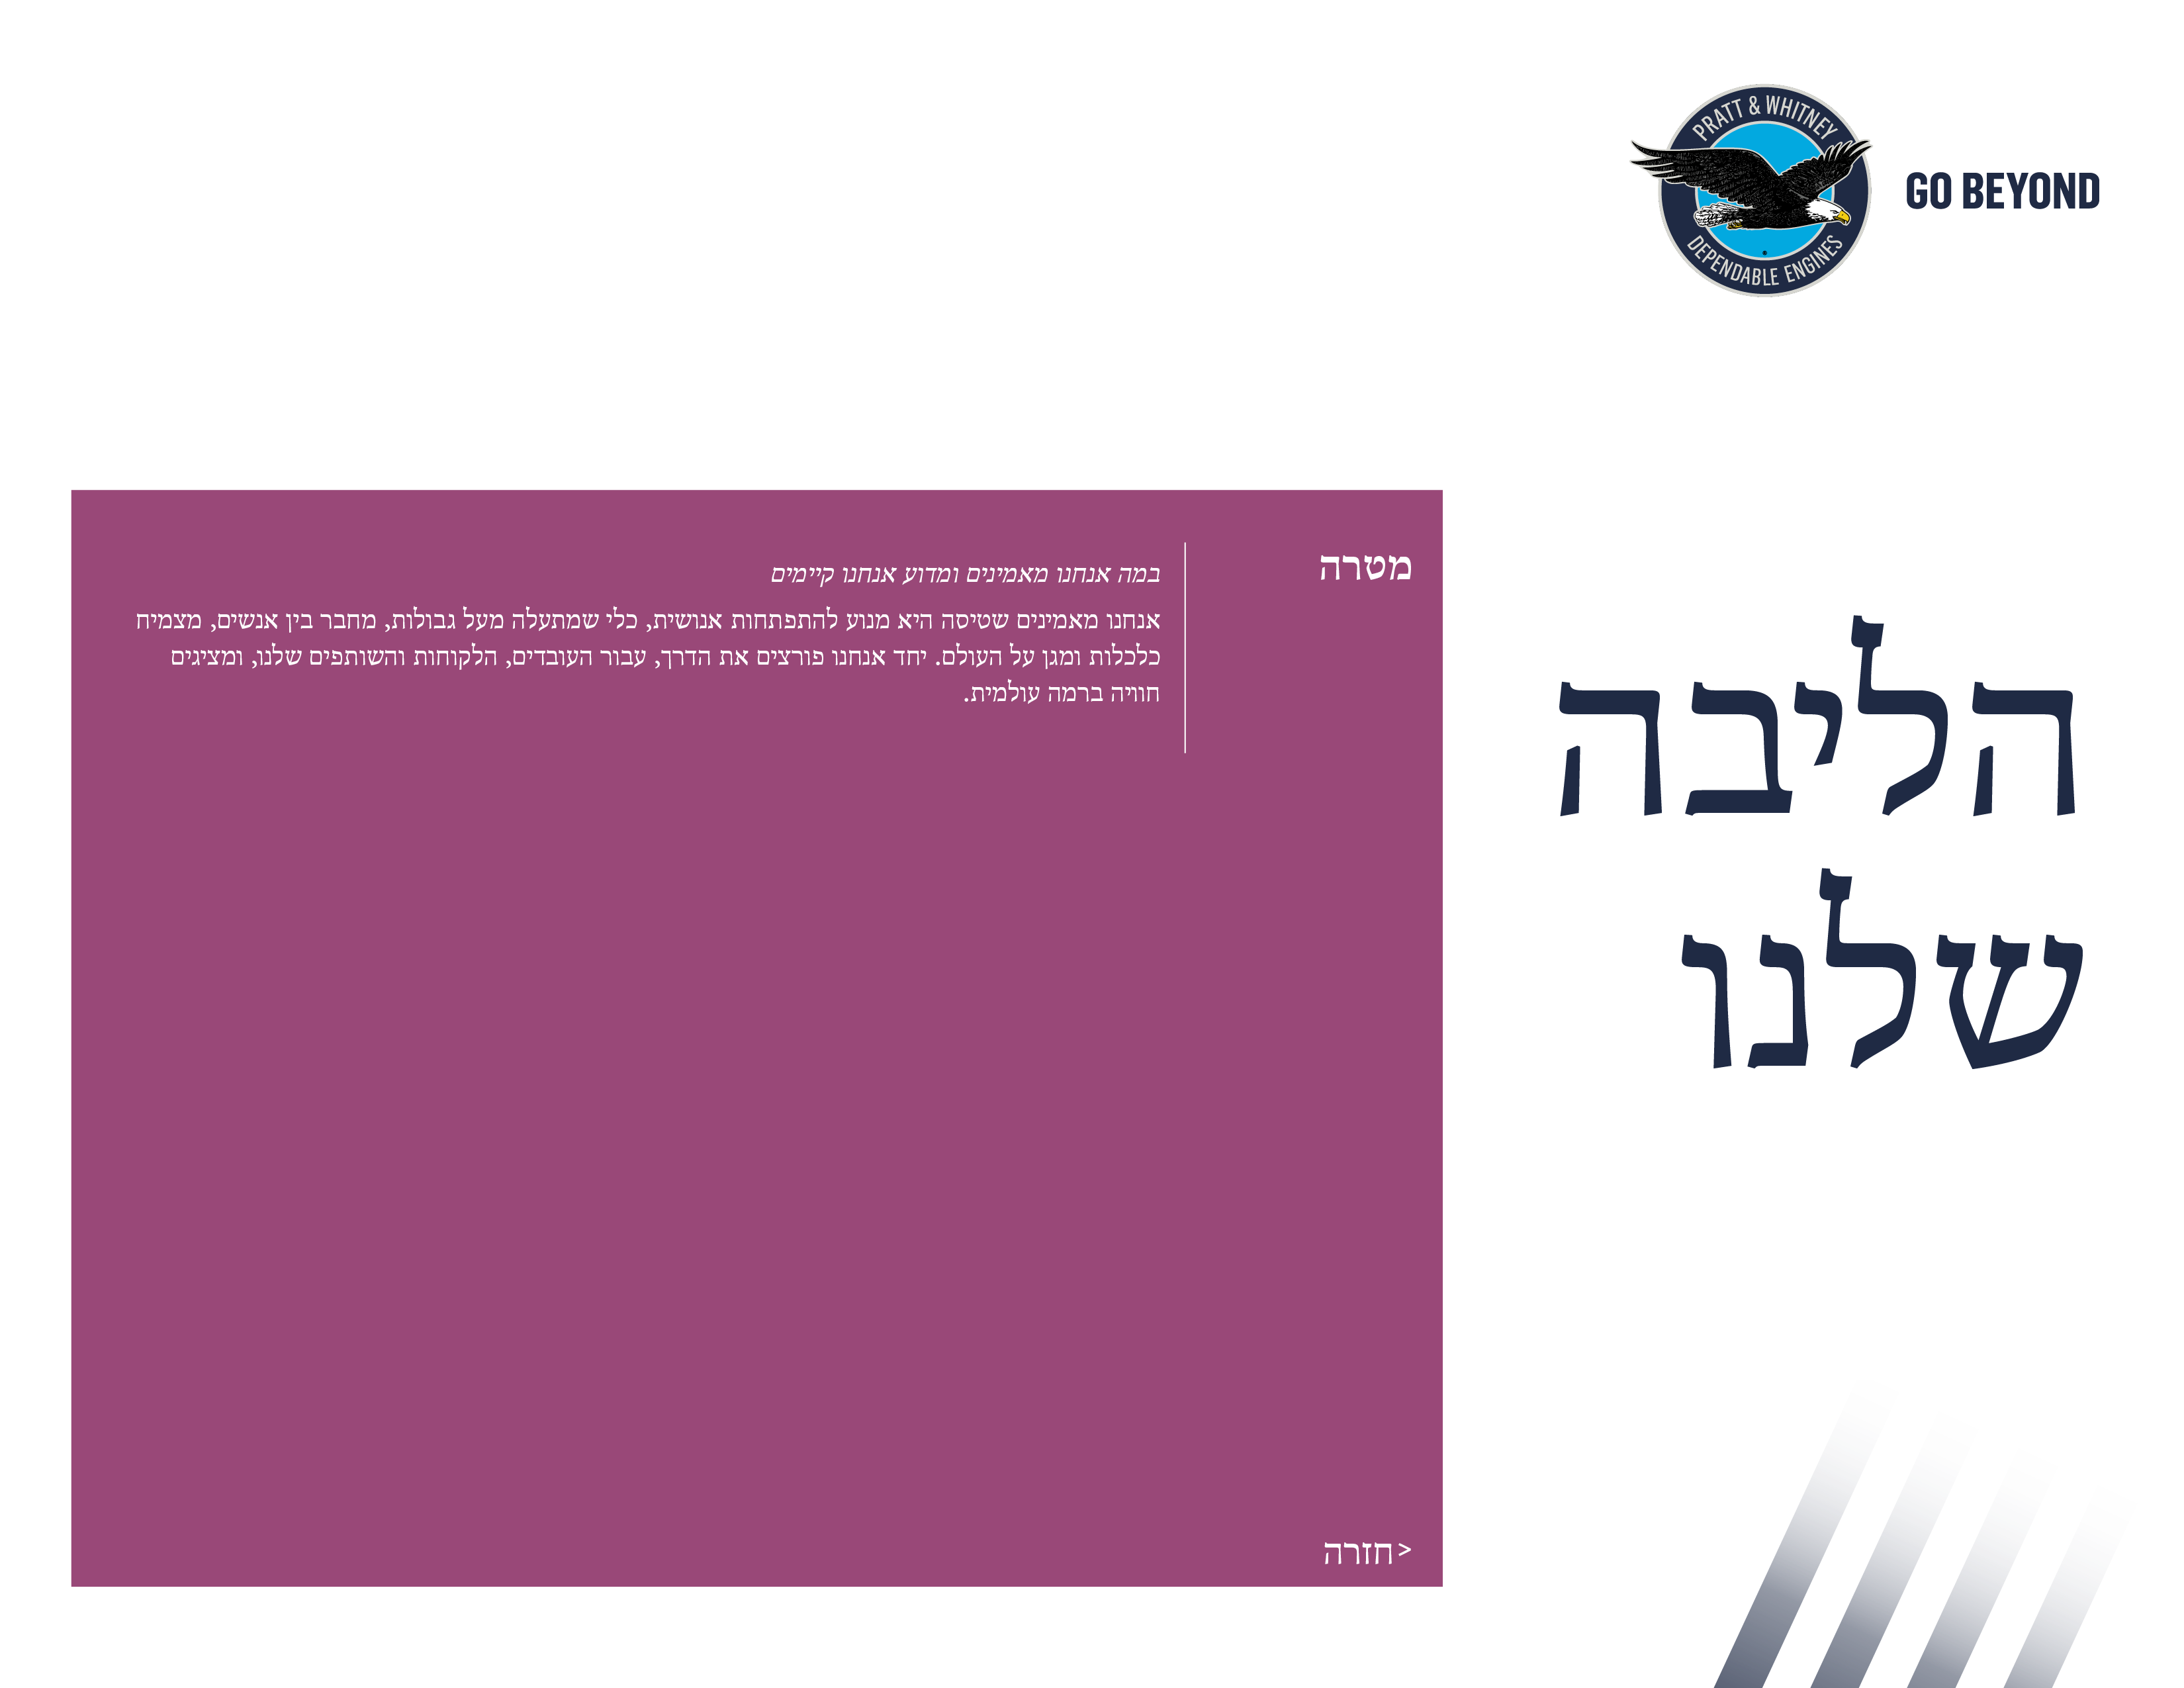 PRATT & WHITNEY
DEPENDABLE ENGINES
GO BEYOND
הליבה
שלנו
מטרה
במה אנחנו מאמינים ומדוע אנחנו קיימים
אנחנו מאמינים שטיסה היא מנוע להתפתחות אנושית, כלי שמתעלה מעל גבולות, מחבר בין אנשים, מצמיח
כלכלות ומגן על העולם. יחד אנחנו פורצים את הדרך, עבור העובדים, הלקוחות והשותפים שלנו, ומציגים
חוויה ברמה עולמית.
< חזרה